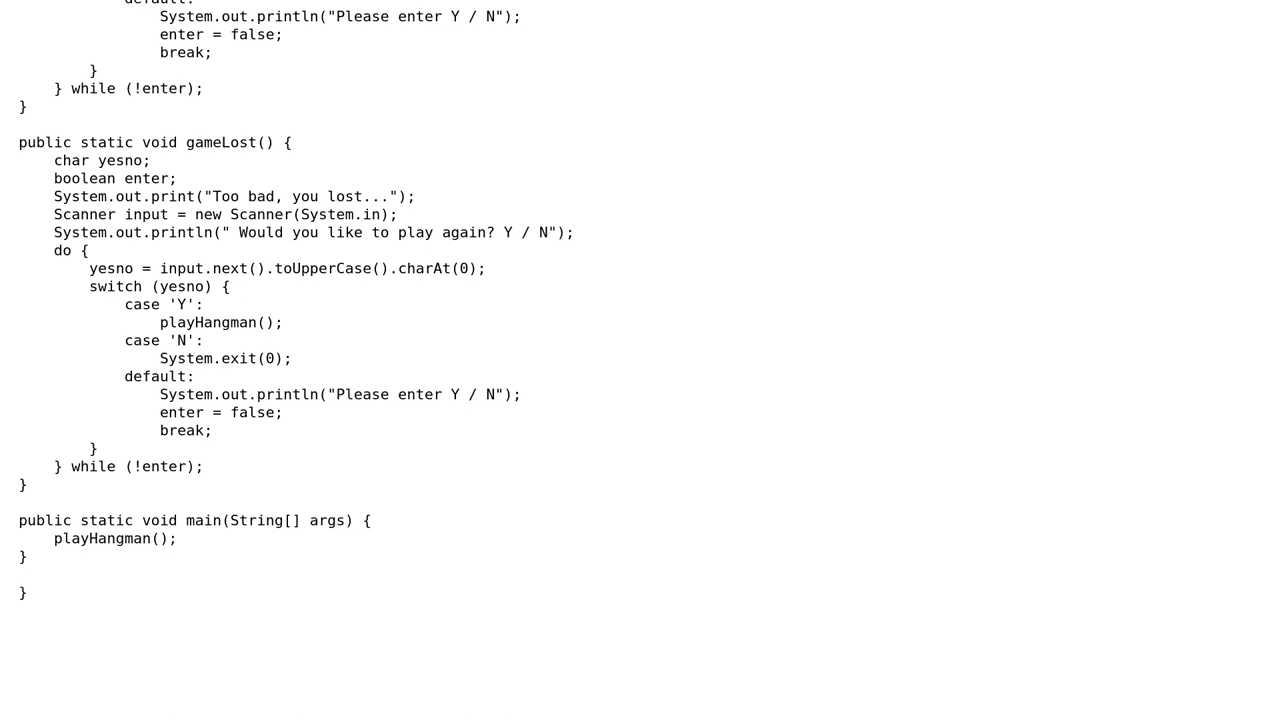 default:
System.out.println("Please enter Y / N");
enter = false;
break;
}
} while (!enter);
}
public static void gameLost() {
char yesno;
boolean enter;
System.out.print("Too bad, you lost...");
Scanner input = new Scanner(System.in);
System.out.println(" Would you like to play again? Y / N");
do {
yesno = input.next().toUpperCase().charAt(0);
switch (yesno) {
case 'Y':
playHangman();
case 'N':
System.exit(0);
default:
System.out.println("Please enter Y / N");
enter = false;
break;
}
} while (!enter);
}
public static void main(String[] args) {
playHangman();
}
}